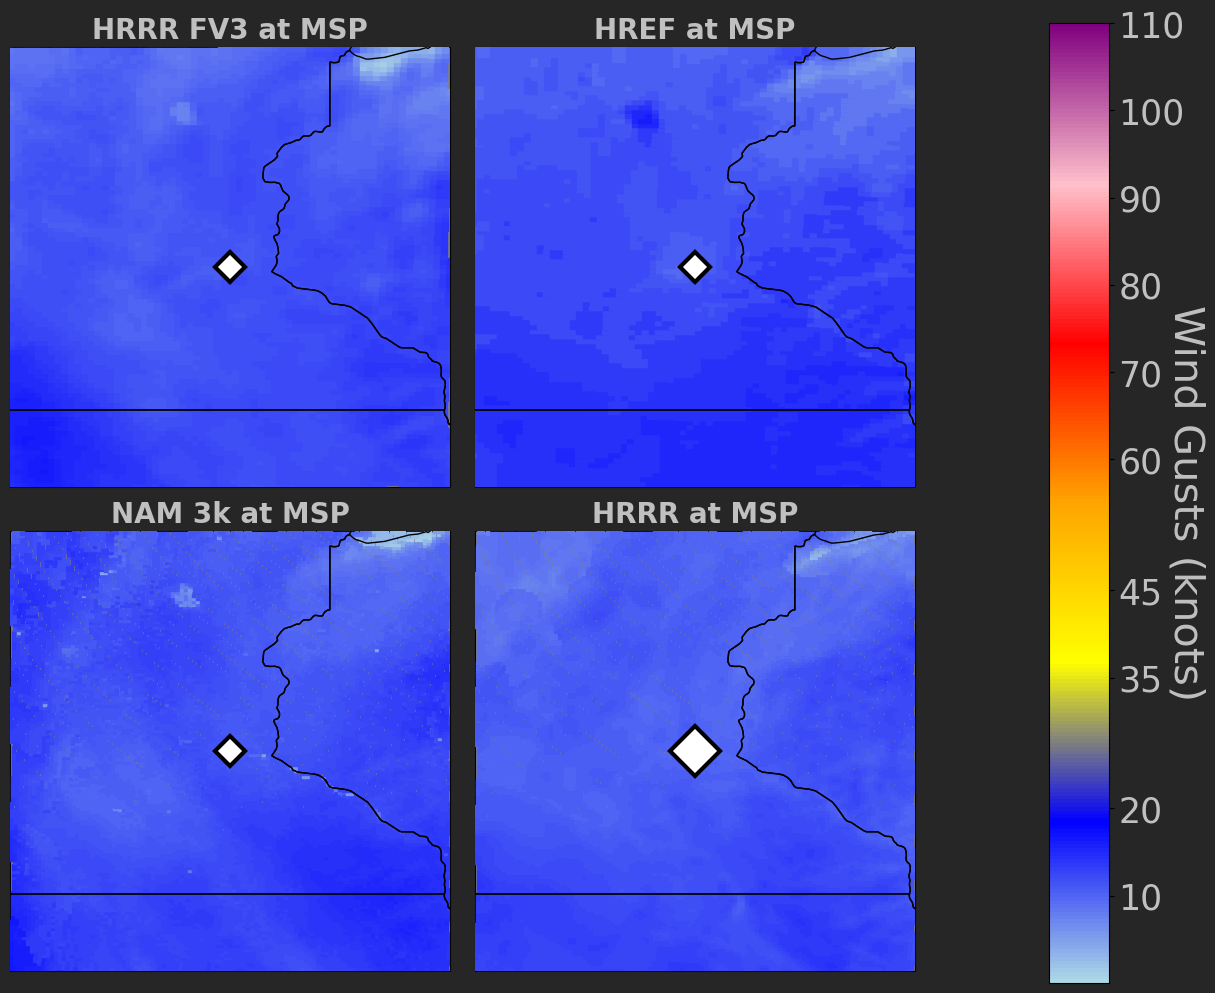 HRRR FV3 at MSP
HREF at MSP
NAM 3k at MSP
HRRR at MSP
110
100
90
80
70
60
45
35
20
10
Wind Gusts (knots)